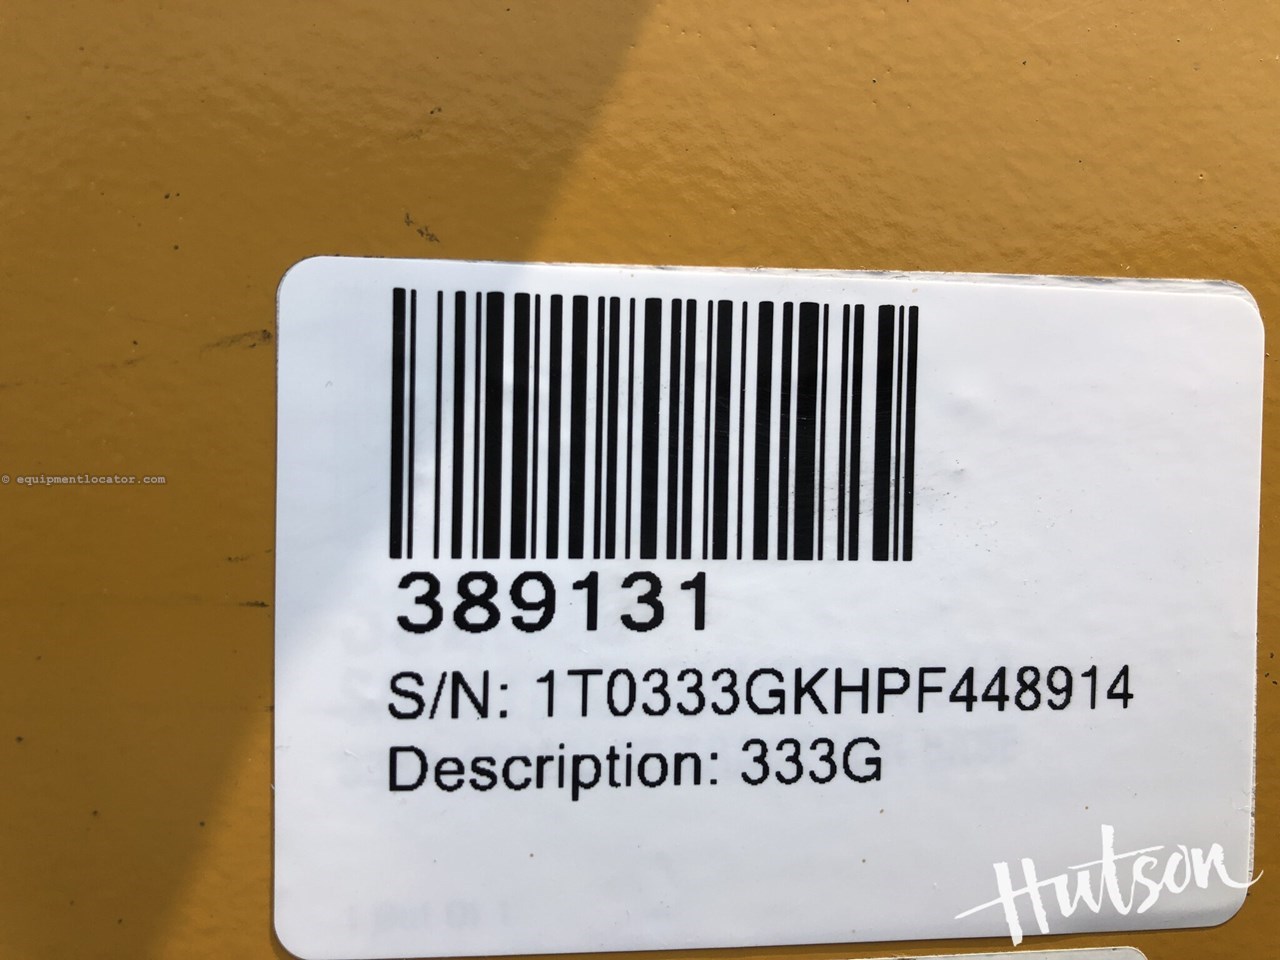 389131
S/N: 1T0333GKHPF448914
Description: 333G
© equipmentlocator.com
Hutson